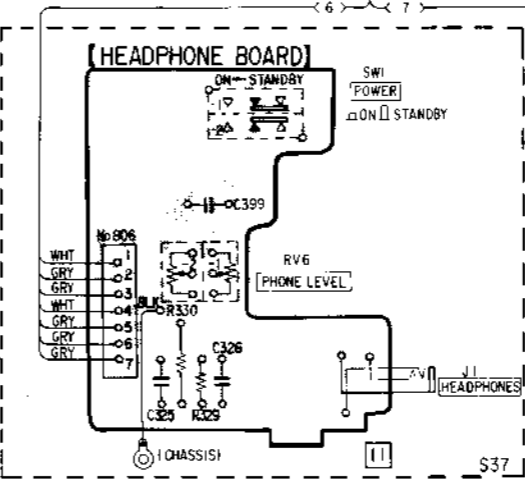 6 7
[HEADPHONE BOARD]
ON STANDBY
SW1
POWER
1
2
ON STANDBY
C399
No 806
WHT 1
GRY 2
GRY 3
WHT 4
GRY 5
GRY 6
GRY 7
BLK
RV6
PHONE LEVEL
R330
C326
C325
R329
J1
HEADPHONES
(CHASSIS)
11
S37